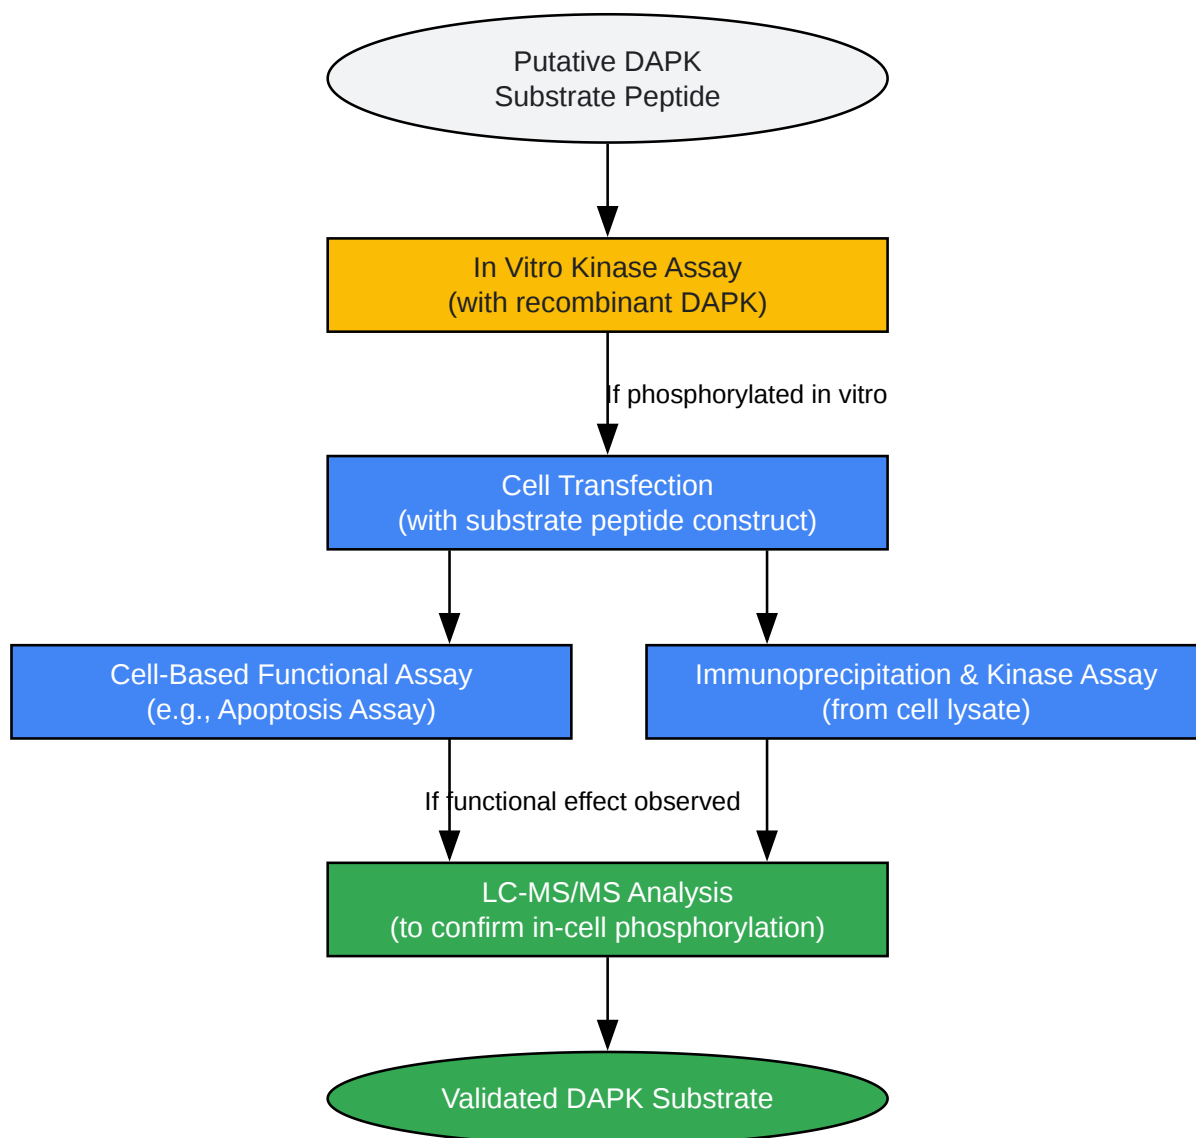 Putative DAPK
Substrate Peptide
In Vitro Kinase Assay
(with recombinant DAPK)
If phosphorylated in vitro
Cell Transfection
(with substrate peptide construct)
Cell-Based Functional Assay
(e.g., Apoptosis Assay)
Immunoprecipitation & Kinase Assay
(from cell lysate)
If functional effect observed
LC-MS/MS Analysis
(to confirm in-cell phosphorylation)
Validated DAPK Substrate